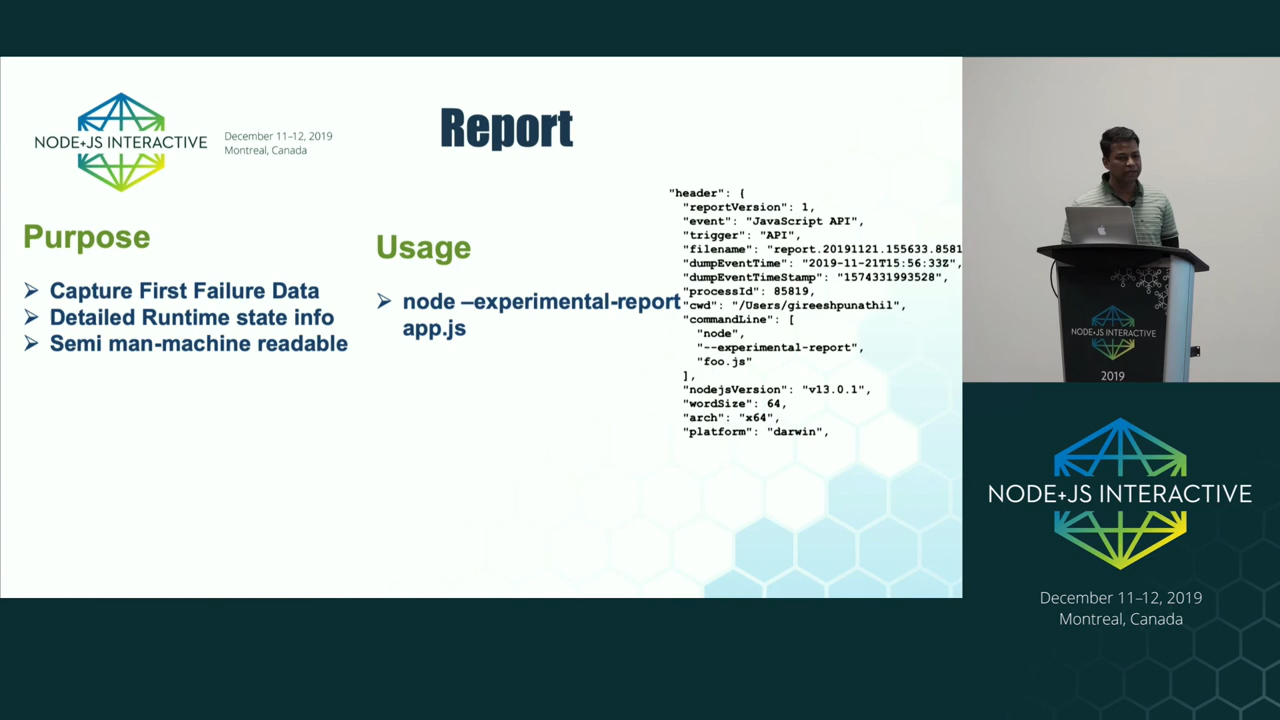 NODE+JS INTERACTIVE
December 11–12, 2019
Montreal, Canada
Report
Purpose
➢ Capture First Failure Data
➢ Detailed Runtime state info
➢ Semi man-machine readable
Usage
➢ node –experimental-report
app.js
"header": {
"reportVersion": 1,
"event": "JavaScript API",
"trigger": "API",
"filename": "report.20191121.155633.8581
"dumpEventTime": "2019-11-21T15:56:33Z",
"dumpEventTimeStamp": "1574331993528",
"processId": 85819,
"cwd": "/Users/gireeshpunathil",
"commandLine": [
"node",
"--experimental-report",
"foo.js"
],
"nodejsVersion": "v13.0.1",
"wordSize": 64,
"arch": "x64",
"platform": "darwin",
NODE+JS INTERACTIVE
2019
NODE+JS INTERACTIVE
December 11–12, 2019
Montreal, Canada